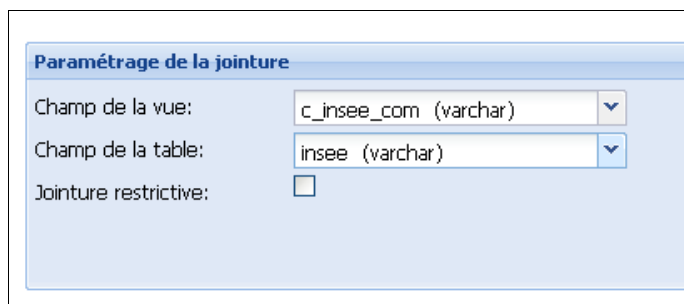 Paramétrage de la jointure
Champ de la vue: c_insee_com (varchar)
Champ de la table: insee (varchar)
Jointure restrictive: